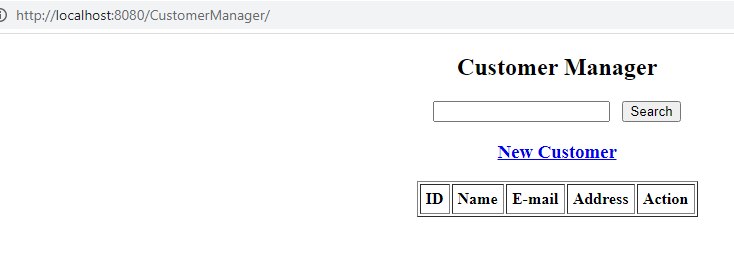 http://localhost:8080/CustomerManager/
Customer Manager
Search
New Customer
ID Name E-mail Address Action